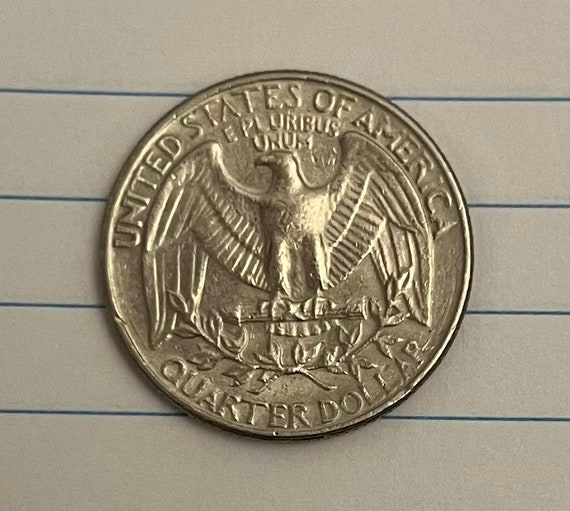 UNITED STATES OF AMERICA
E PLURIBUS
UNUM
QUARTER DOLLAR